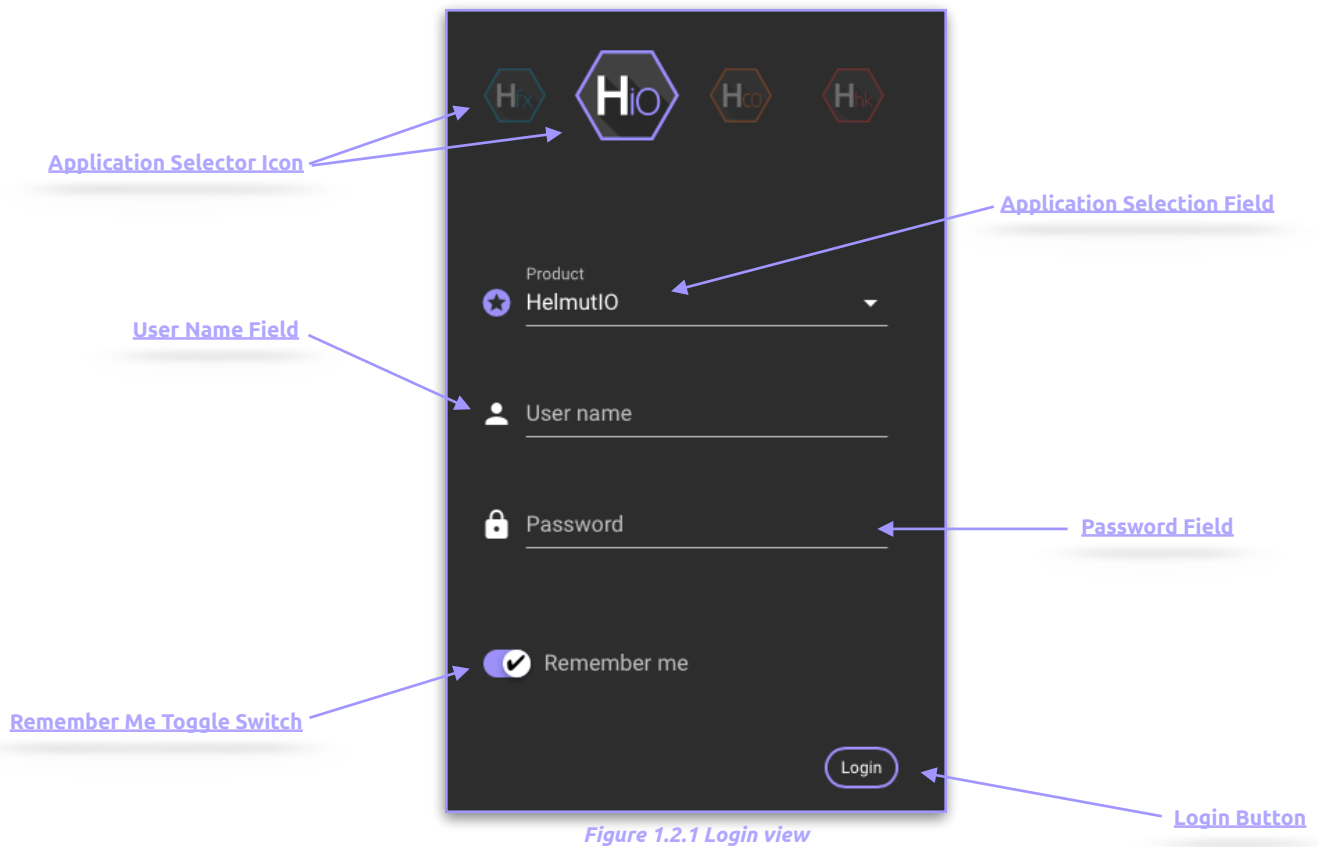 Hfx
HiO
Hco
Hhk
Application Selector Icon
Application Selection Field
Product
HelmutIO
User Name Field
User name
Password
Password Field
Remember me
Remember Me Toggle Switch
Login
Login Button
Figure 1.2.1 Login view